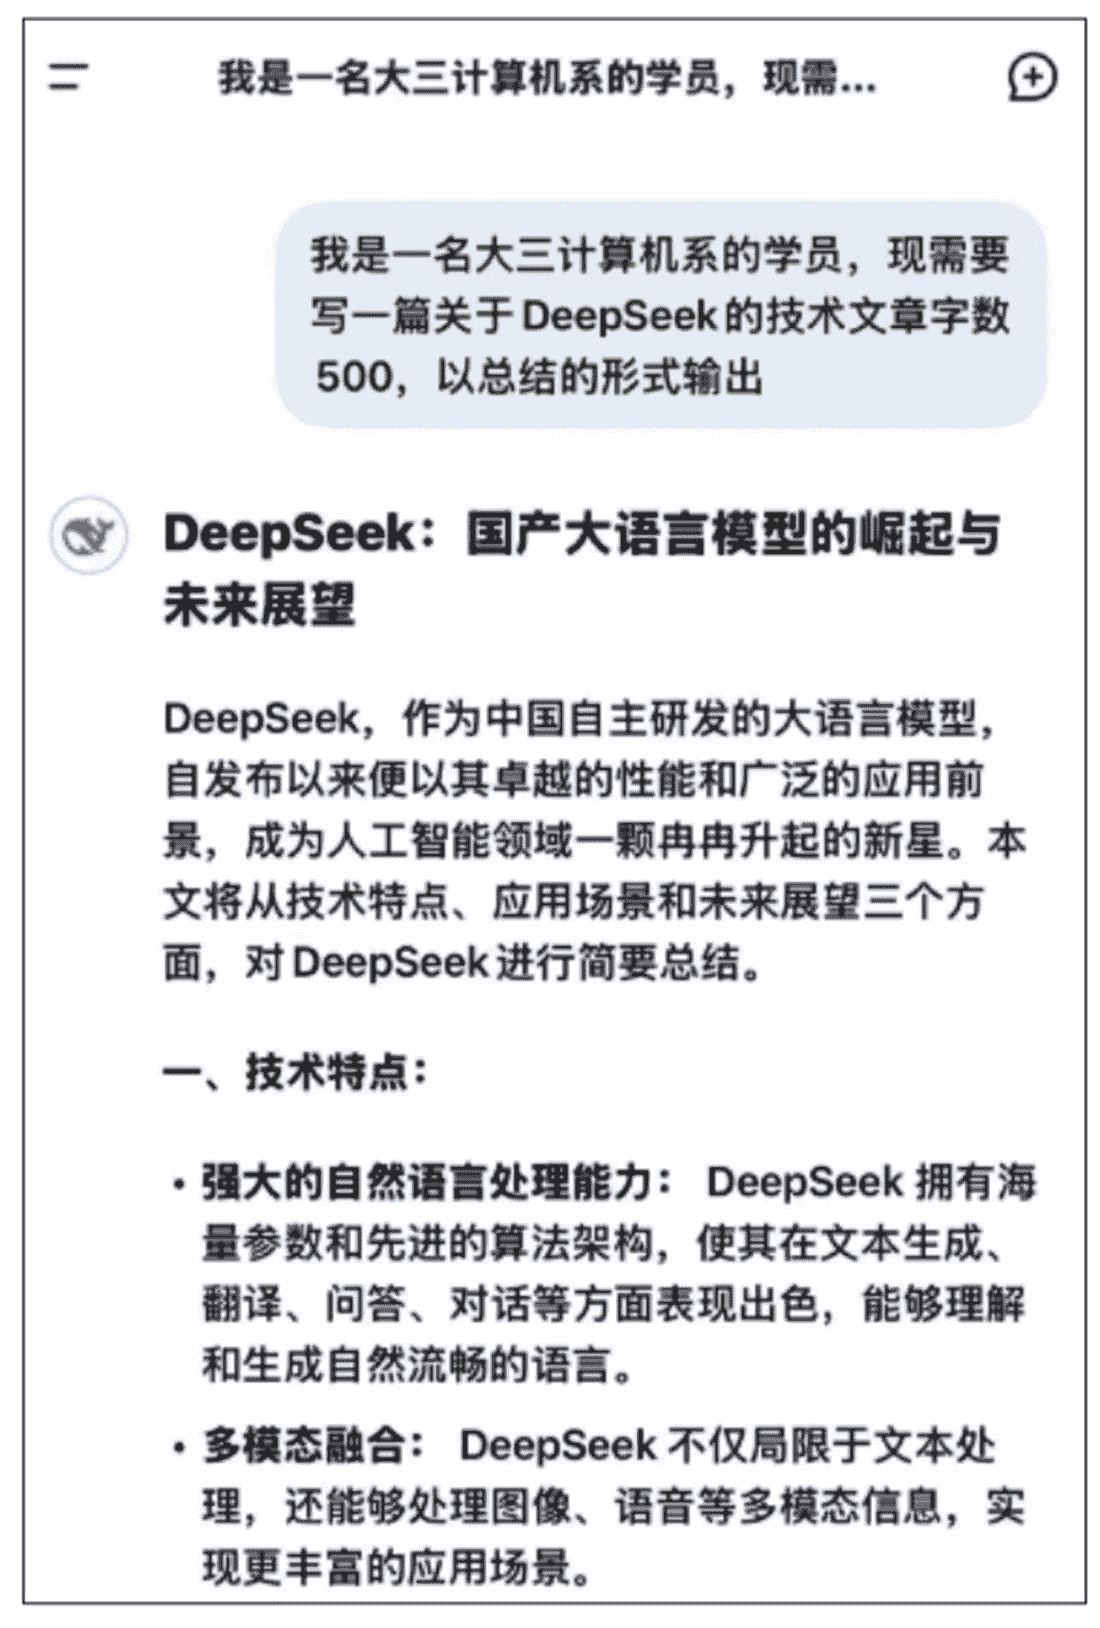 我是一名大三计算机系的学员，现需...
我是一名大三计算机系的学员，现需要
写一篇关于DeepSeek的技术文章字数
500，以总结的形式输出
DeepSeek：国产大语言模型的崛起与
未来展望
DeepSeek，作为中国自主研发的大语言模型，
自发布以来便以其卓越的性能和广泛的应用前
景，成为人工智能领域一颗冉冉升起的新星。本
文将从技术特点、应用场景和未来展望三个方
面，对DeepSeek进行简要总结。
一、技术特点：
• 强大的自然语言处理能力： DeepSeek 拥有海
量参数和先进的算法架构，使其在文本生成、
翻译、问答、对话等方面表现出色，能够理解
和生成自然流畅的语言。
• 多模态融合： DeepSeek 不仅局限于文本处
理，还能够处理图像、语音等多模态信息，实
现更丰富的应用场景。